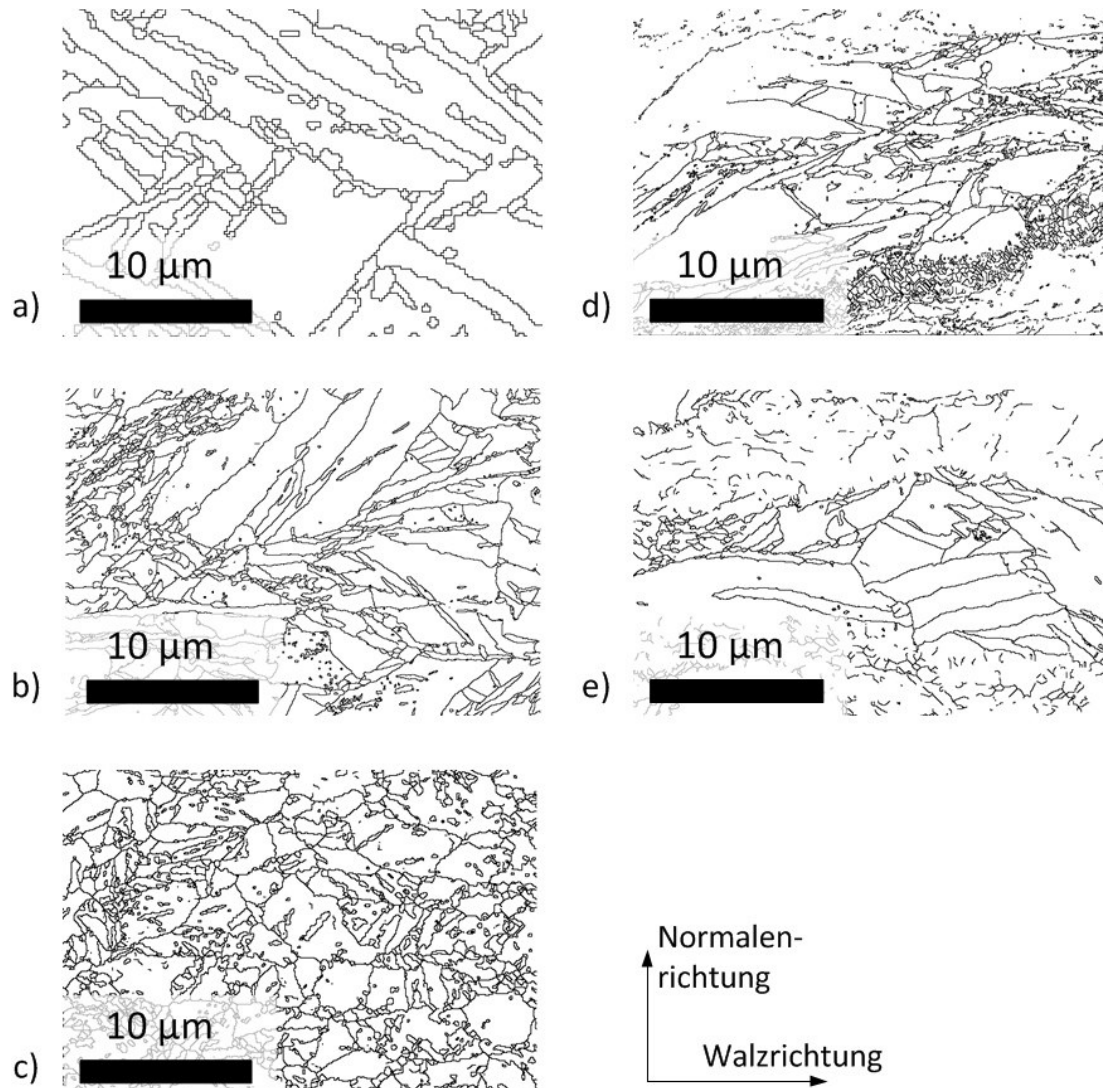 10 µm
a)
10 µm
d)
10 µm
b)
10 µm
e)
10 µm
c)
Normalen-
richtung
Walzrichtung